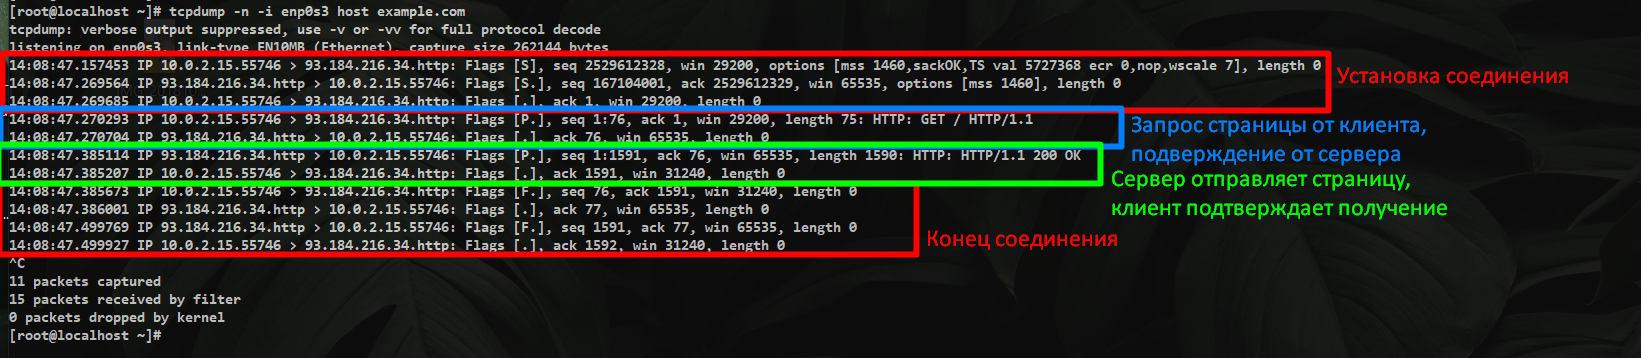 [root@localhost ~]# tcpdump -n -i enp0s3 host example.com
tcpdump: verbose output suppressed, use -v or -vv for full protocol decode
listening on enp0s3, link-type EN10MB (Ethernet), capture size 262144 bytes
14:08:47.157453 IP 10.0.2.15.55746 > 93.184.216.34.http: Flags [S], seq 2529612328, win 29200, options [mss 1460,sackOK,TS val 5727368 ecr 0,nop,wscale 7], length 0
Установка соединения
14:08:47.269564 IP 93.184.216.34.http > 10.0.2.15.55746: Flags [S.], seq 167104001, ack 2529612329, win 65535, options [mss 1460], length 0
14:08:47.269685 IP 10.0.2.15.55746 > 93.184.216.34.http: Flags [.], ack 1, win 29200, length 0
14:08:47.270293 IP 10.0.2.15.55746 > 93.184.216.34.http: Flags [P.], seq 1:76, ack 1, win 29200, length 75: HTTP: GET / HTTP/1.1
14:08:47.270704 IP 93.184.216.34.http > 10.0.2.15.55746: Flags [.], ack 76, win 65535, length 0
Запрос страницы от клиента,
подверждение от сервера
14:08:47.385114 IP 93.184.216.34.http > 10.0.2.15.55746: Flags [P.], seq 1:1591, ack 76, win 65535, length 1590: HTTP: HTTP/1.1 200 OK
14:08:47.385207 IP 10.0.2.15.55746 > 93.184.216.34.http: Flags [.], ack 1591, win 31240, length 0
Сервер отправляет страницу,
клиент подтверждает получение
14:08:47.385673 IP 10.0.2.15.55746 > 93.184.216.34.http: Flags [F.], seq 76, ack 1591, win 31240, length 0
14:08:47.386001 IP 93.184.216.34.http > 10.0.2.15.55746: Flags [.], ack 77, win 65535, length 0
14:08:47.499769 IP 93.184.216.34.http > 10.0.2.15.55746: Flags [F.], seq 1591, ack 77, win 65535, length 0
14:08:47.499927 IP 10.0.2.15.55746 > 93.184.216.34.http: Flags [.], ack 1592, win 31240, length 0
Конец соединения
^C
11 packets captured
15 packets received by filter
0 packets dropped by kernel
[root@localhost ~]#